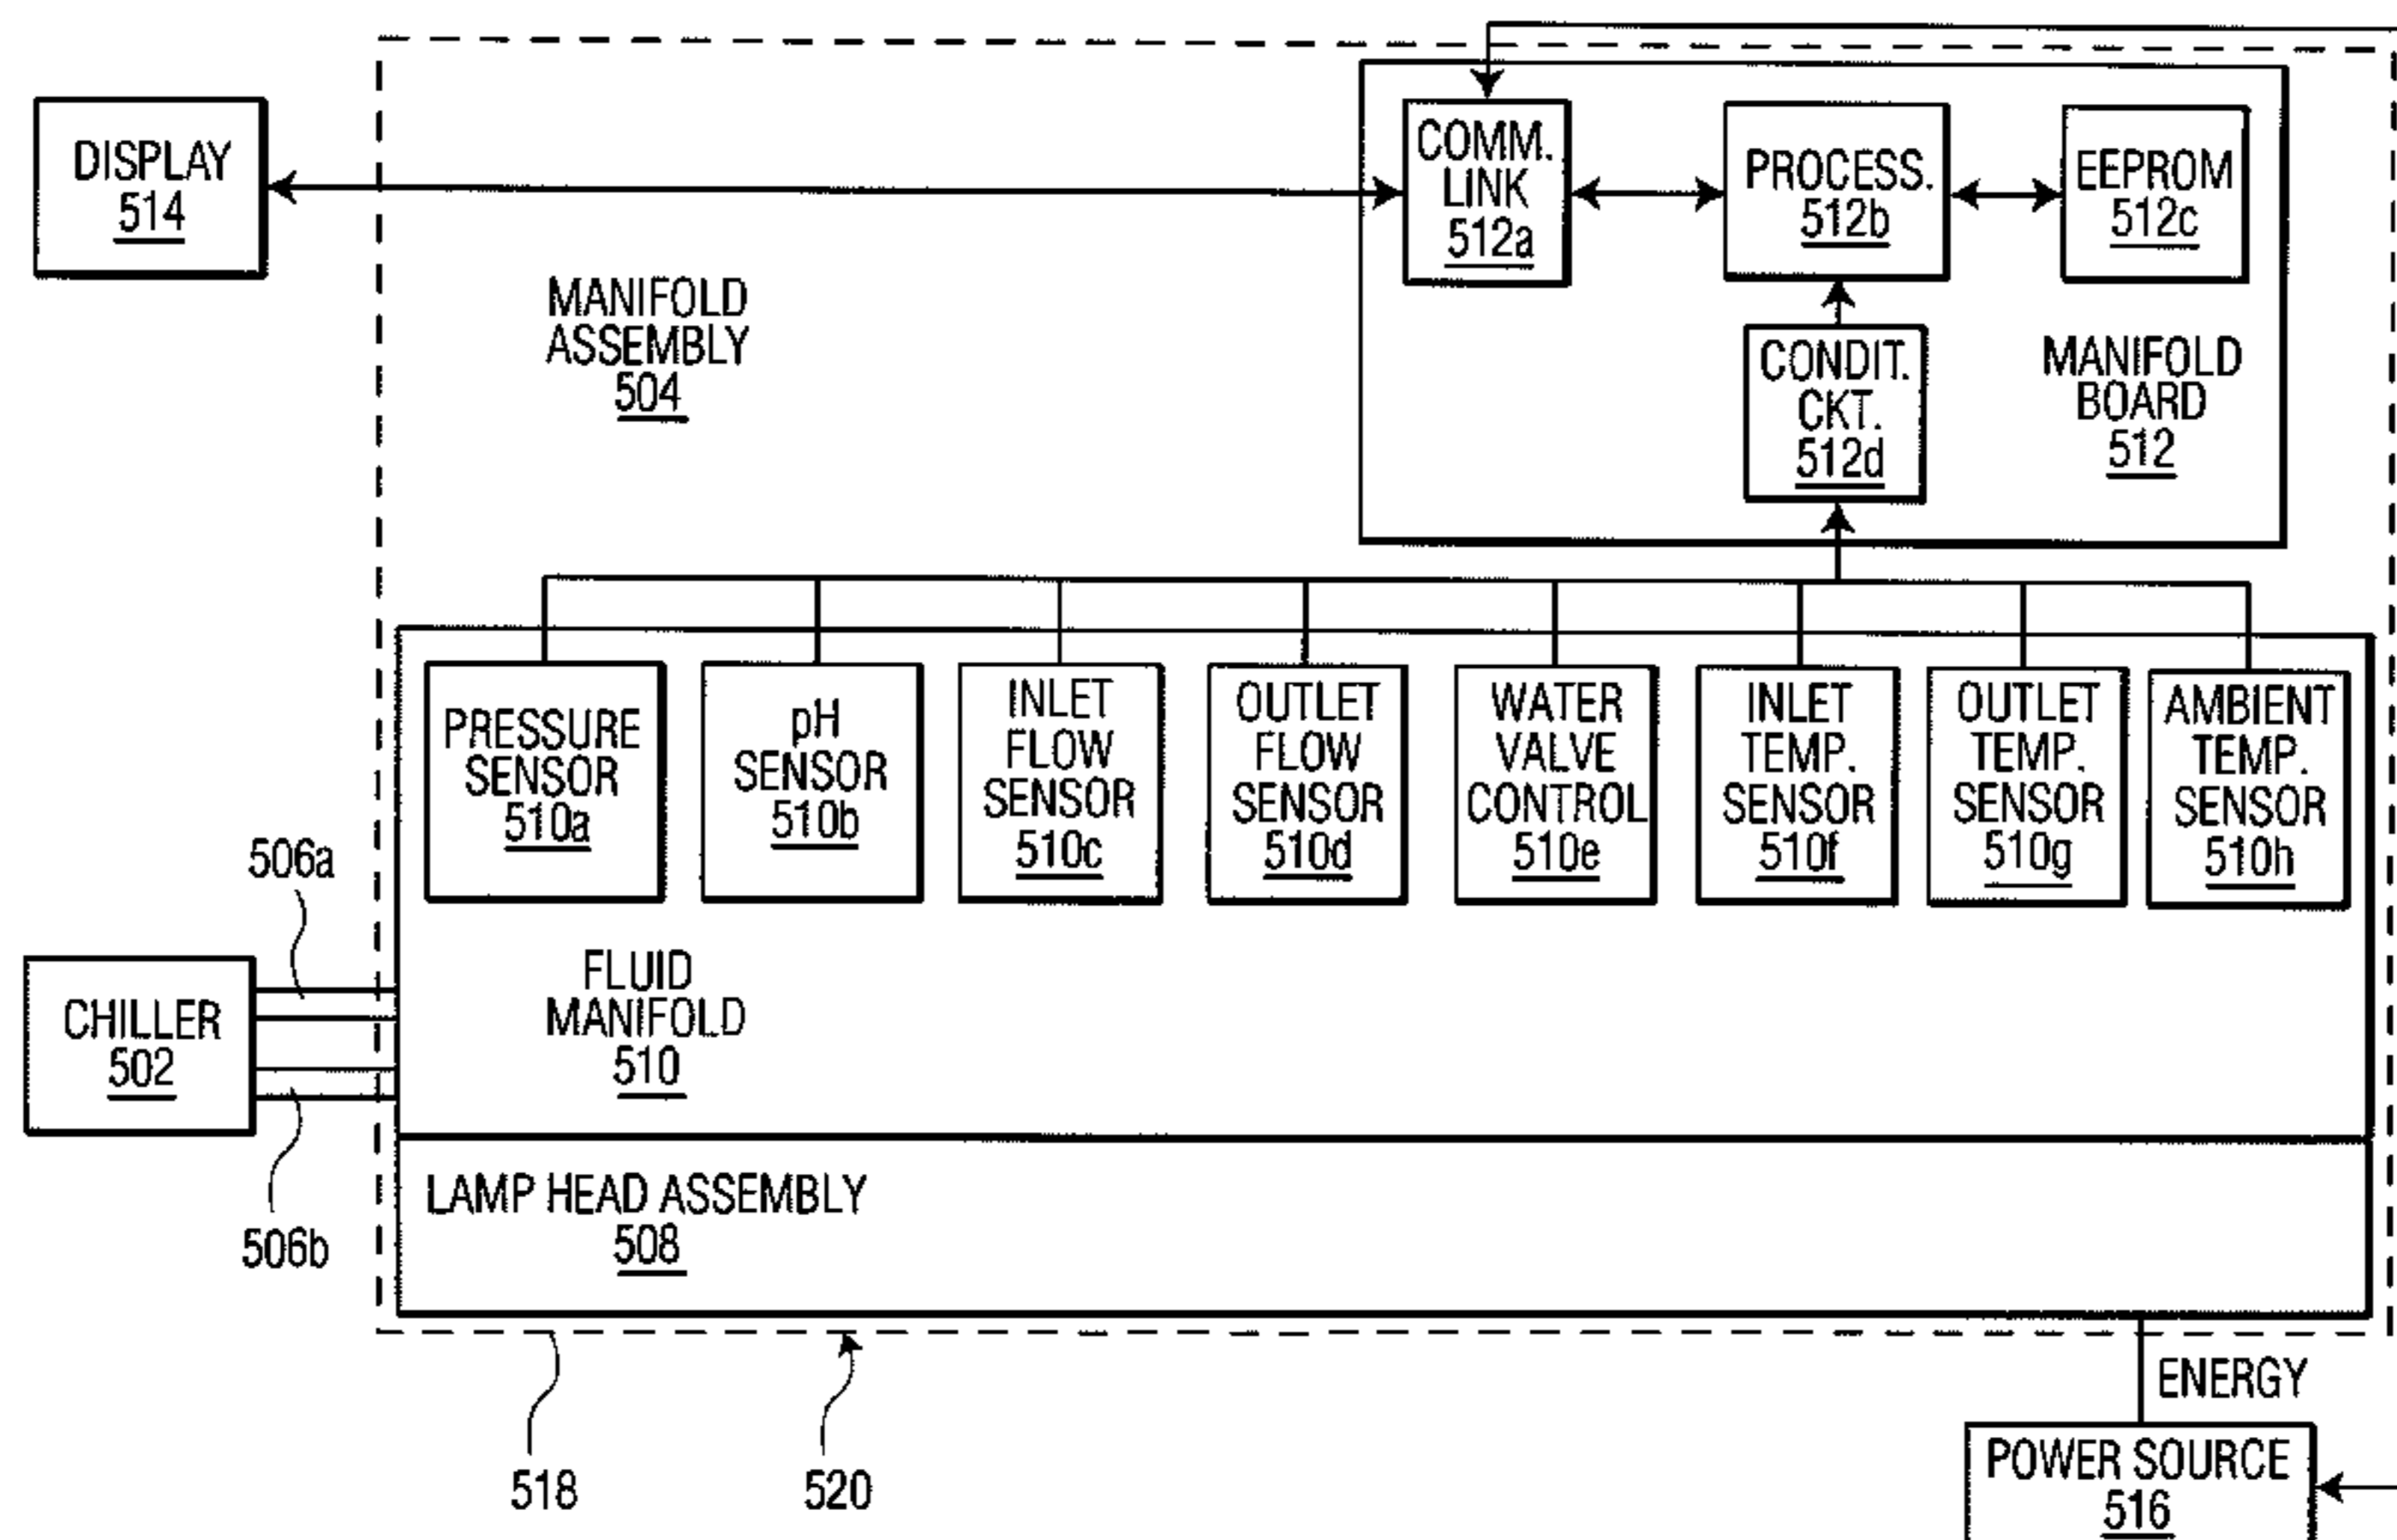 DISPLAY
514
MANIFOLD
ASSEMBLY
504
COMM.
LINK
512a
PROCESS.
512b
EEPROM
512c
CONDIT.
CKT.
512d
MANIFOLD
BOARD
512
PRESSURE
SENSOR
510a
pH
SENSOR
510b
INLET
FLOW
SENSOR
510c
OUTLET
FLOW
SENSOR
510d
WATER
VALVE
CONTROL
510e
INLET
TEMP.
SENSOR
510f
OUTLET
TEMP.
SENSOR
510g
AMBIENT
TEMP.
SENSOR
510h
506a
CHILLER
502
506b
FLUID
MANIFOLD
510
LAMP HEAD ASSEMBLY
508
518
520
ENERGY
POWER SOURCE
516